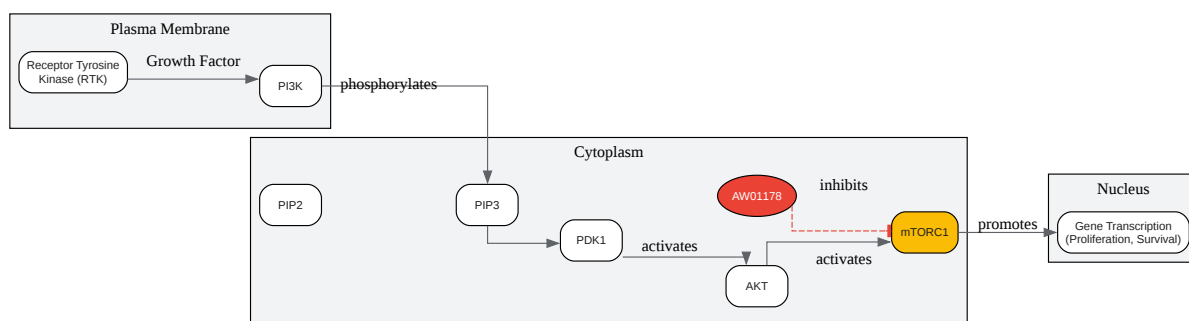 Plasma Membrane
Receptor Tyrosine
Kinase (RTK)
Growth Factor
PI3K
phosphorylates
Cytoplasm
PIP2
PIP3
PDK1
activates
AKT
AW01178
inhibits
mTORC1
activates
promotes
Nucleus
Gene Transcription
(Proliferation, Survival)